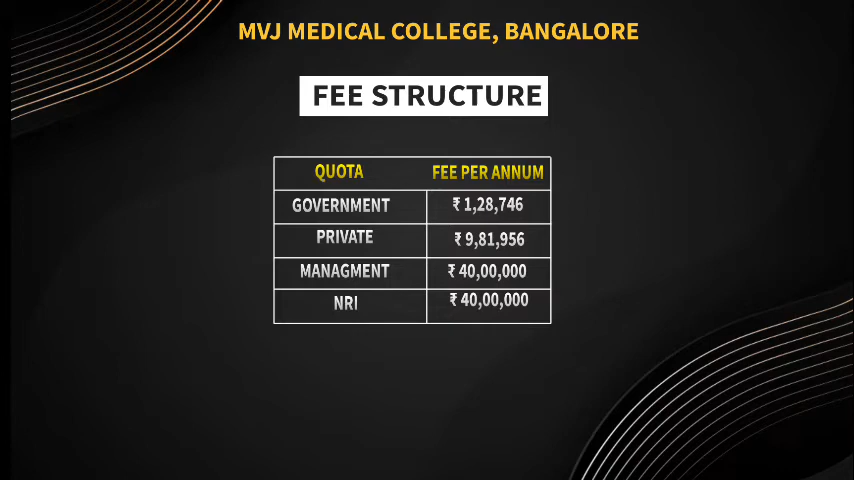 MVJ MEDICAL COLLEGE, BANGALORE
FEE STRUCTURE
QUOTA FEE PER ANNUM
GOVERNMENT ₹ 1,28,746
PRIVATE ₹ 9,81,956
MANAGMENT ₹ 40,00,000
NRI ₹ 40,00,000